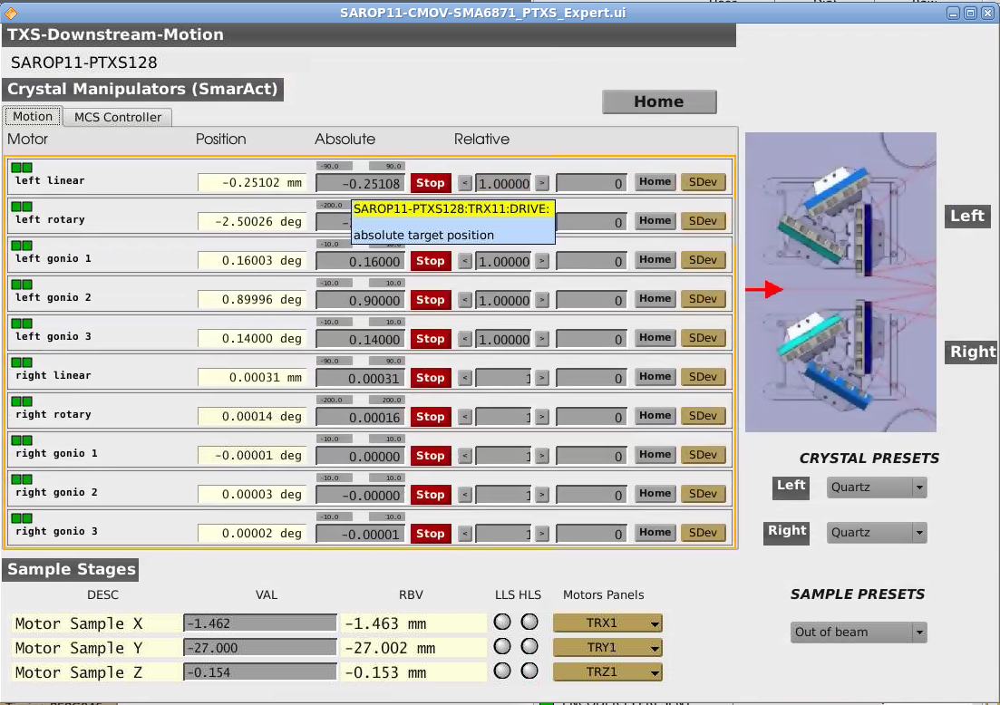 SAROP11-CMOV-SMA6871_PTXS_Expert.ui
TXS-Downstream-Motion
SAROP11-PTXS128
Crystal Manipulators (SmarAct)
Home
Motion MCS Controller
Motor Position Absolute Relative
-90.0 90.0
left linear -0.25102 mm -0.25108 Stop < 1.00000 > 0 Home SDev
-200.0
left rotary -2.50026 deg 0 Home SDev
SAROP11-PTXS128:TRX11:DRIVE:
absolute target position
-10.0 10.0
left gonio 1 0.16003 deg 0.16000 Stop < 1.00000 > 0 Home SDev
-10.0 10.0
left gonio 2 0.89996 deg 0.90000 Stop < 1.00000 > 0 Home SDev
-10.0 10.0
left gonio 3 0.14000 deg 0.14000 Stop < 1.00000 > 0 Home SDev
-90.0 90.0
right linear 0.00031 mm 0.00031 Stop < 1 > 0 Home SDev
-200.0 200.0
right rotary 0.00014 deg 0.00016 Stop < 1 > 0 Home SDev
-10.0 10.0
right gonio 1 -0.00001 deg 0.00000 Stop < 1 > 0 Home SDev
-10.0 10.0
right gonio 2 0.00003 deg -0.00000 Stop < 1 > 0 Home SDev
-10.0 10.0
right gonio 3 0.00002 deg -0.00001 Stop < 1 > 0 Home SDev
Left
Right
CRYSTAL PRESETS
Left Quartz
Right Quartz
Sample Stages
DESC VAL RBV LLS HLS Motors Panels
Motor Sample X -1.462 -1.463 mm TRX1
Motor Sample Y -27.000 -27.002 mm TRY1
Motor Sample Z -0.154 -0.153 mm TRZ1
SAMPLE PRESETS
Out of beam